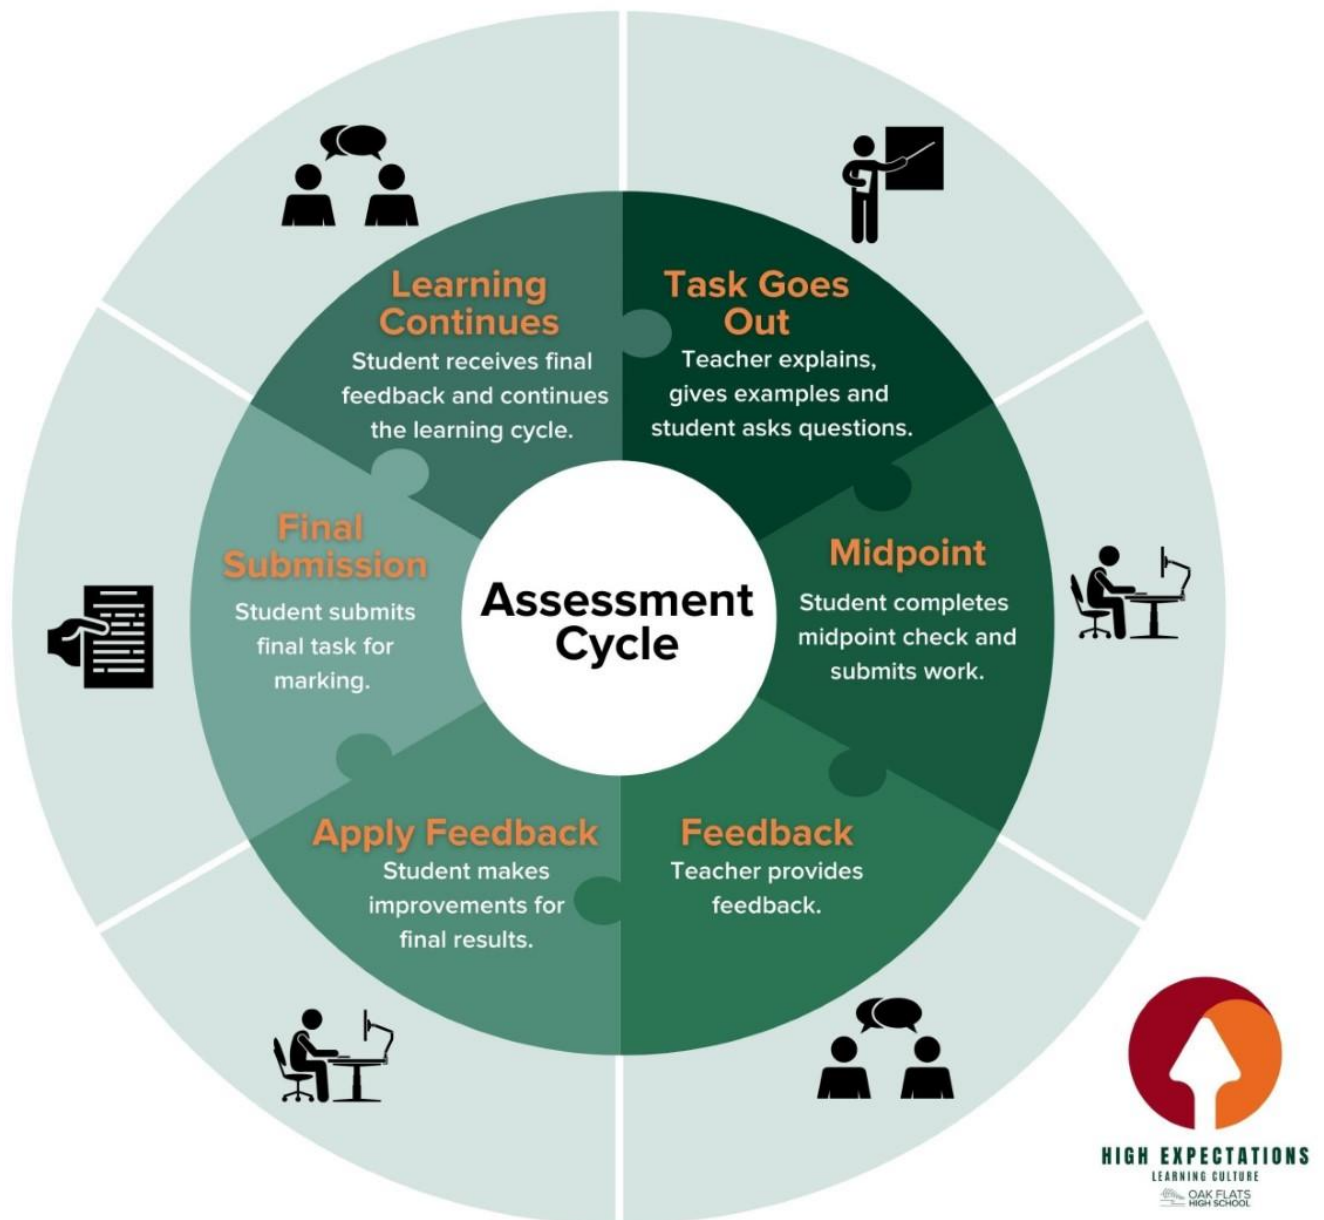 Learning
Continues
Student receives final
feedback and continues
the learning cycle.
Task Goes
Out
Teacher explains,
gives examples and
student asks questions.
Final
Submission
Student submits
final task for
marking.
Assessment
Cycle
Midpoint
Student completes
midpoint check and
submits work.
Apply Feedback
Student makes
improvements for
final results.
Feedback
Teacher provides
feedback.
HIGH EXPECTATIONS
LEARNING CULTURE
OAK FLATS
HIGH SCHOOL